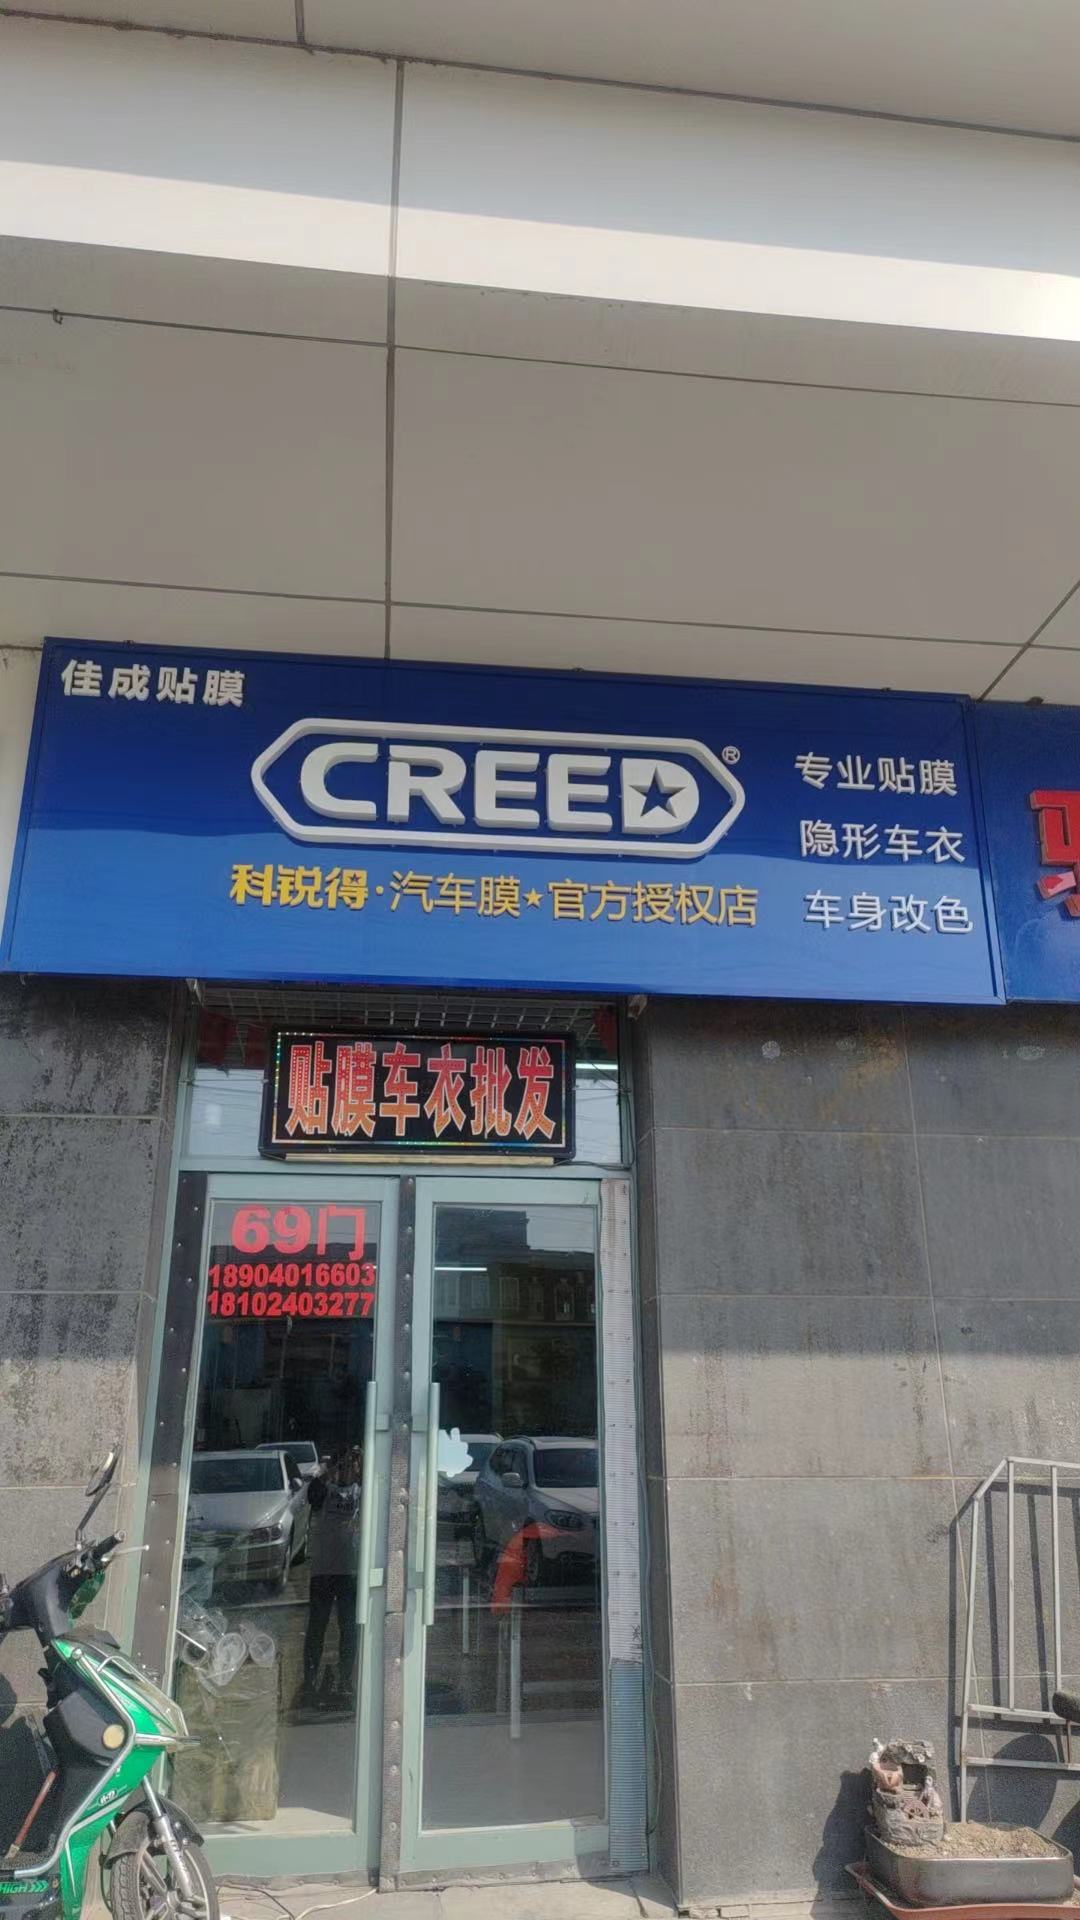 佳成贴膜
CREED®
专业贴膜
隐形车衣
车身改色
科锐得·汽车膜★官方授权店
贴膜车衣批发
69门
18904016603
18102403277
HIGH